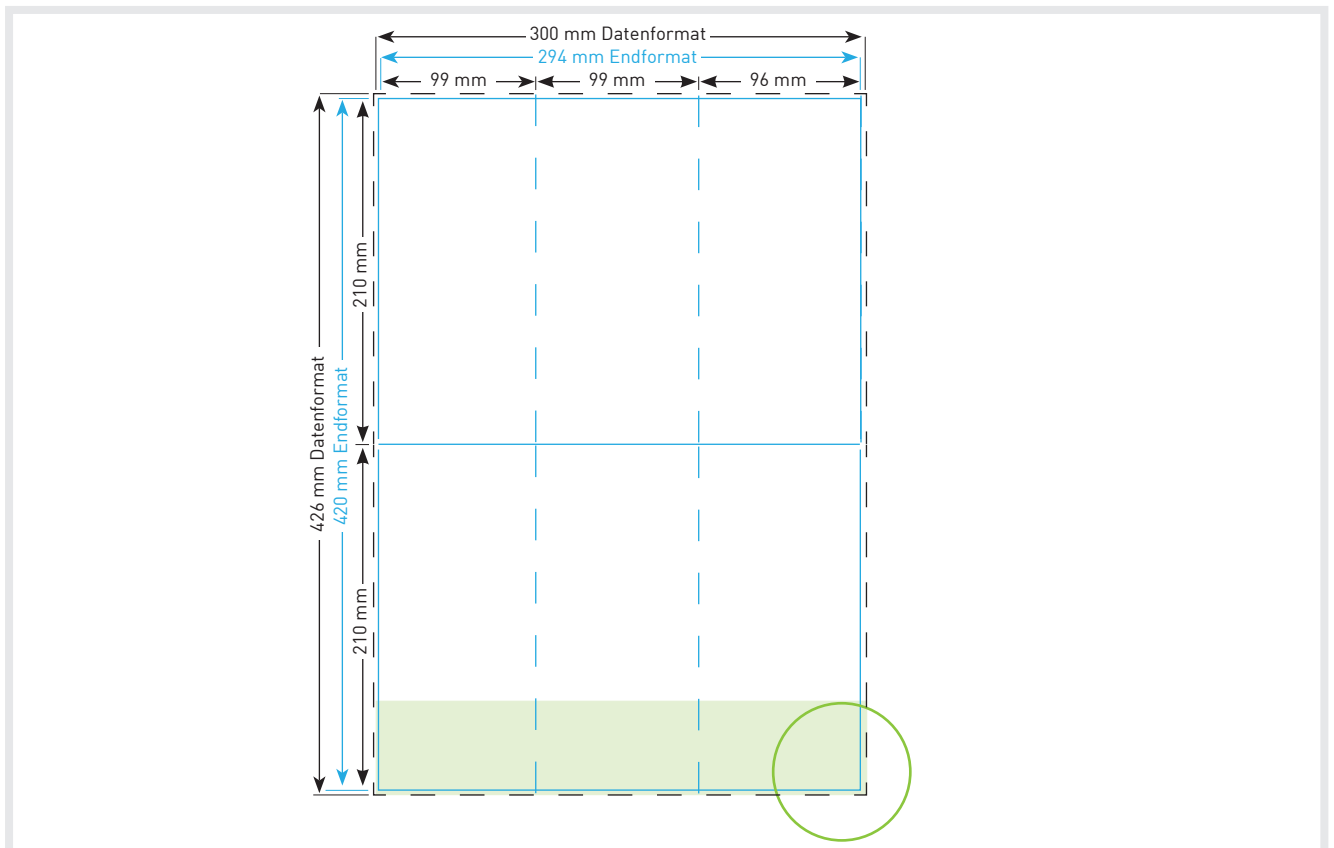 300 mm Datenformat
294 mm Endformat
99 mm
99 mm
96 mm
426 mm Datenformat
420 mm Endformat
210 mm
210 mm